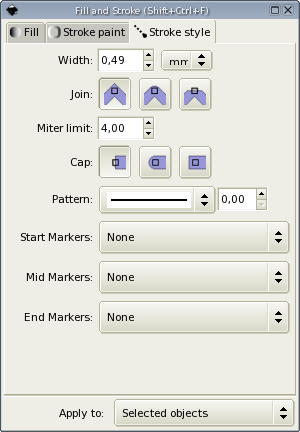 Fill and Stroke (Shift+Ctrl+F)
Fill Stroke paint Stroke style
Width: 0,49 mm
Join:
Miter limit: 4,00
Cap:
Pattern: 0,00
Start Markers: None
Mid Markers: None
End Markers: None
Apply to: Selected objects